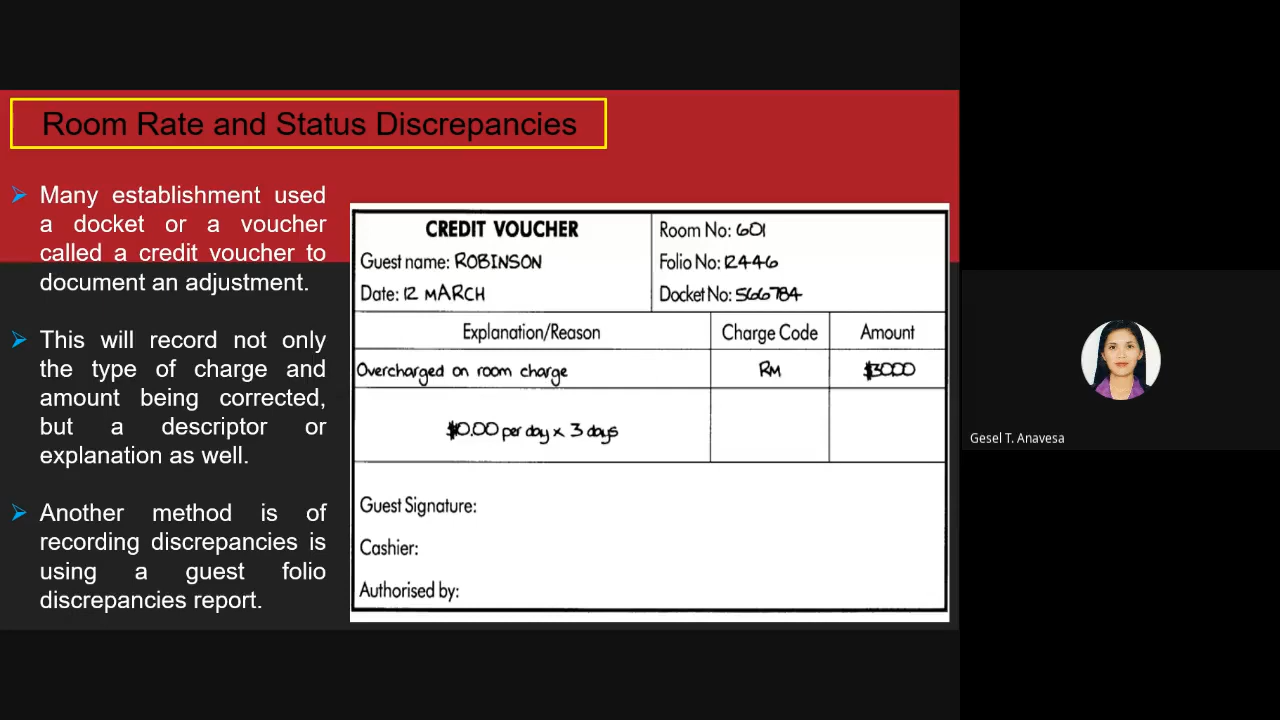 Room Rate and Status Discrepancies
Many establishment used
a docket or a voucher
called a credit voucher to
document an adjustment.
This will record not only
the type of charge and
amount being corrected,
but a descriptor or
explanation as well.
Another method is of
recording discrepancies is
using a guest folio
discrepancies report.
CREDIT VOUCHER
Guest name: ROBINSON
Date: 12 MARCH
Room No: 601
Folio No: 12446
Docket No: 566784
Explanation/Reason Charge Code Amount
Overcharged on room charge RM
per day x 3 days
Guest Signature:
Cashier:
Authorised by:
Gesel T. Anavesa